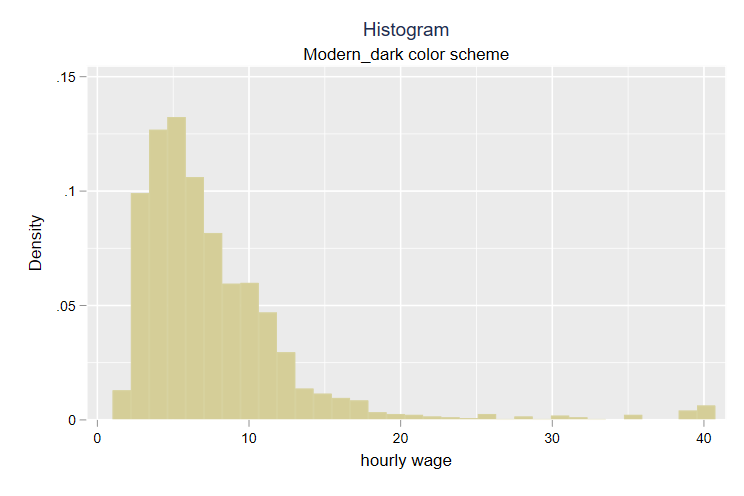 Histogram
Modern_dark color scheme
.15
.1
.05
0
Density
0 10 20 30 40
hourly wage